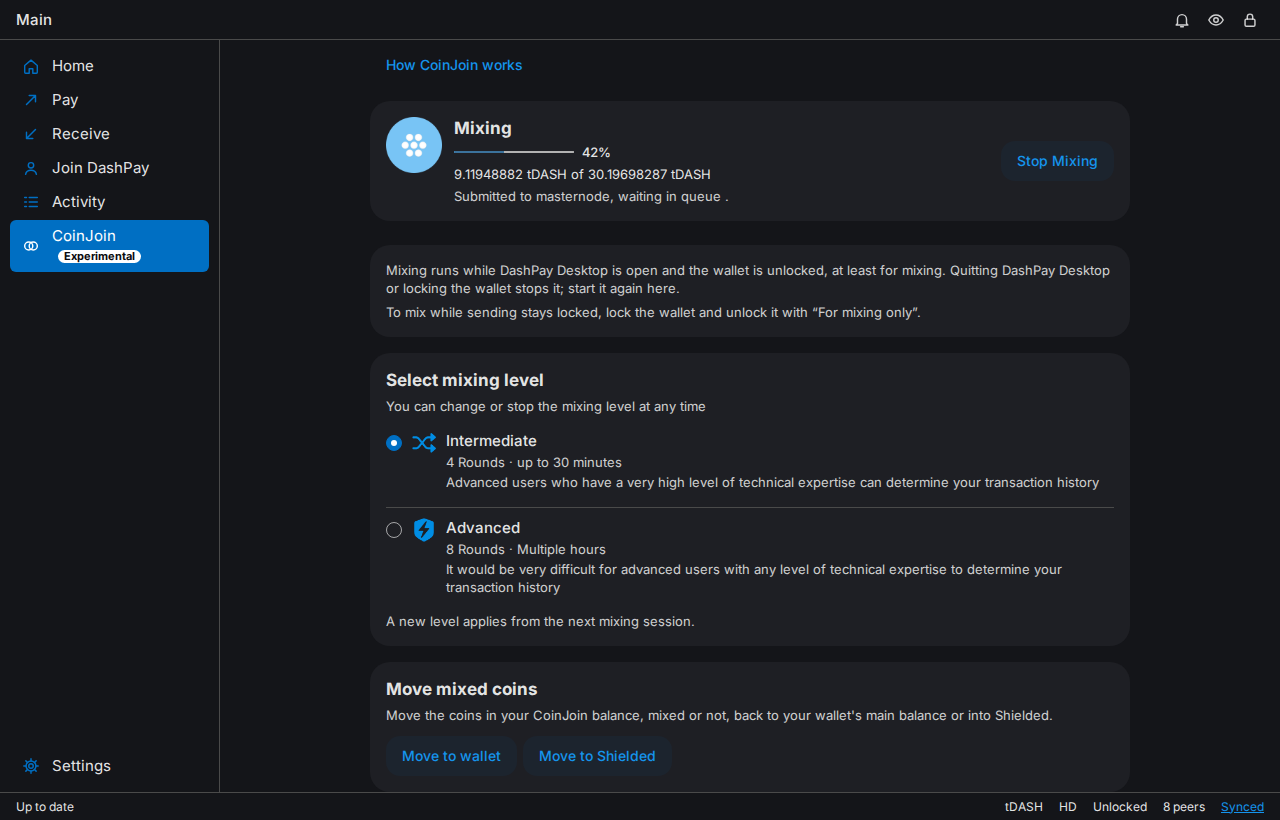 Main
Home
Pay
Receive
Join DashPay
Activity
CoinJoin
Experimental
Settings
How CoinJoin works
Mixing
42%
9.11948882 tDASH of 30.19698287 tDASH
Submitted to masternode, waiting in queue .
Stop Mixing
Mixing runs while DashPay Desktop is open and the wallet is unlocked, at least for mixing. Quitting DashPay Desktop
or locking the wallet stops it; start it again here.
To mix while sending stays locked, lock the wallet and unlock it with “For mixing only”.
Select mixing level
You can change or stop the mixing level at any time
Intermediate
4 Rounds · up to 30 minutes
Advanced users who have a very high level of technical expertise can determine your transaction history
Advanced
8 Rounds · Multiple hours
It would be very difficult for advanced users with any level of technical expertise to determine your
transaction history
A new level applies from the next mixing session.
Move mixed coins
Move the coins in your CoinJoin balance, mixed or not, back to your wallet's main balance or into Shielded.
Move to wallet
Move to Shielded
Up to date
tDASH
HD
Unlocked
8 peers
Synced